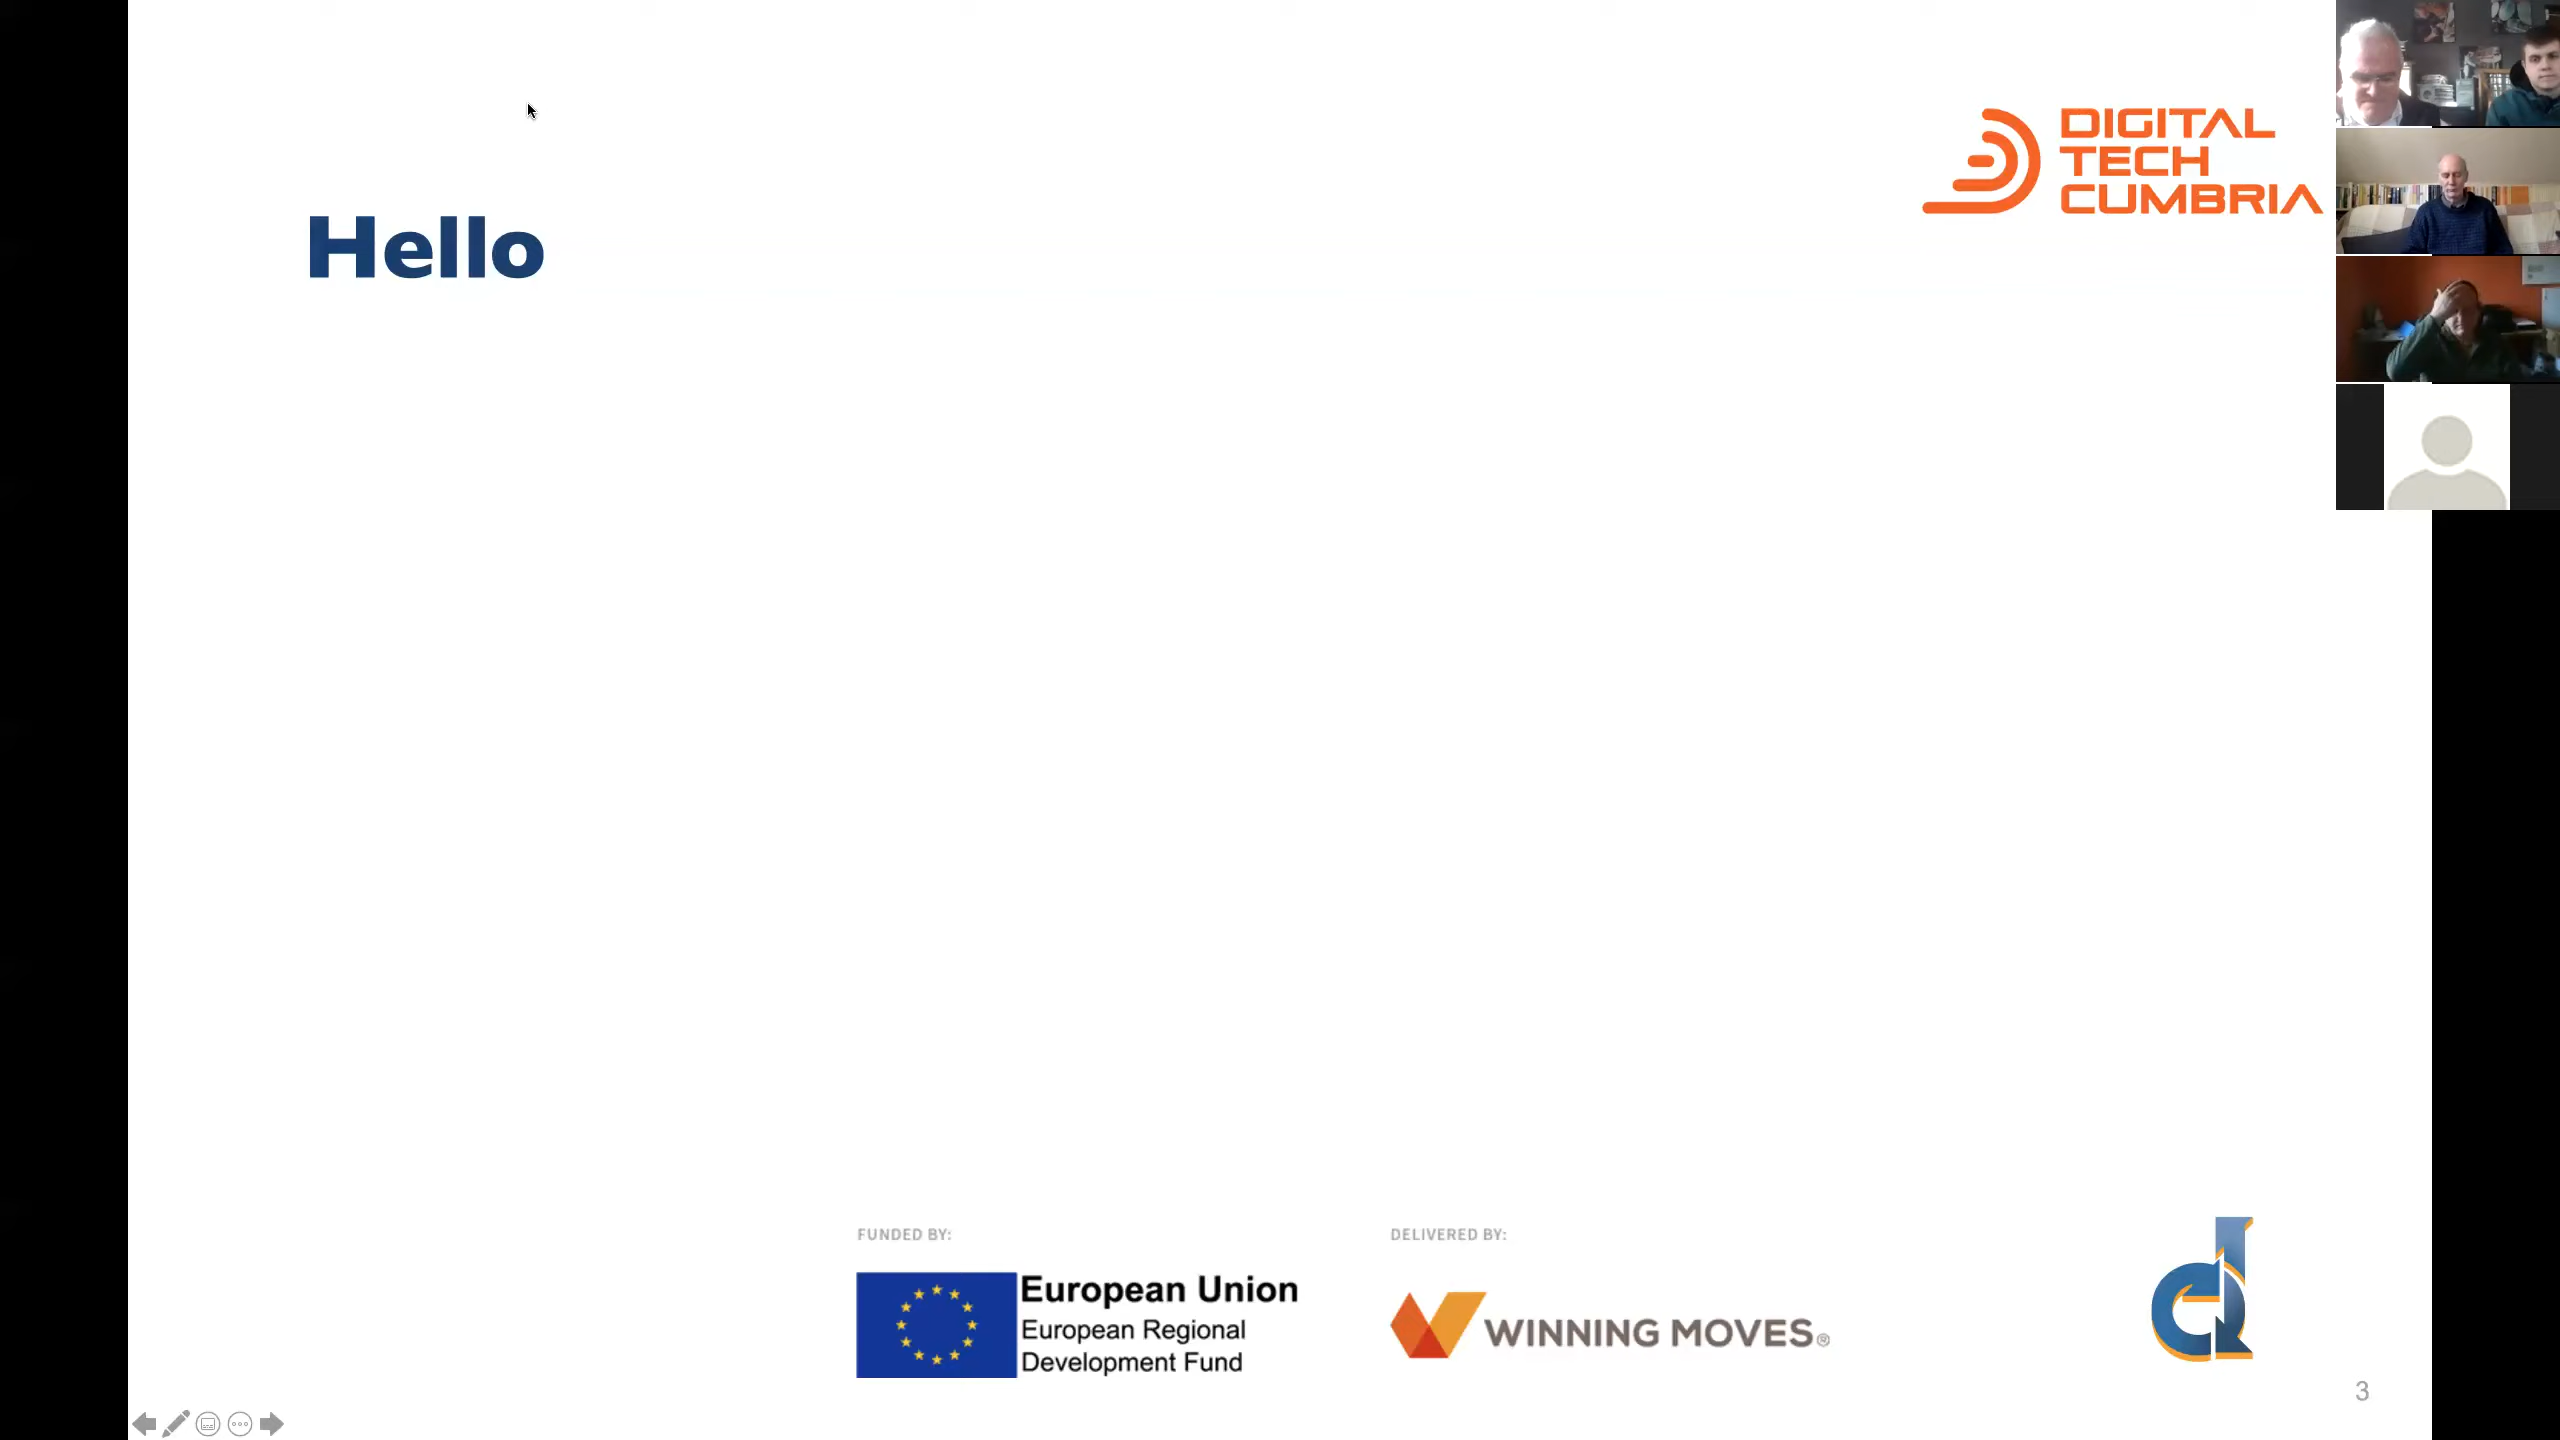 DIGITAL
TECH
CUMBRIA
Hello
FUNDED BY:
European Union
European Regional
Development Fund
DELIVERED BY:
WINNING MOVES®
3